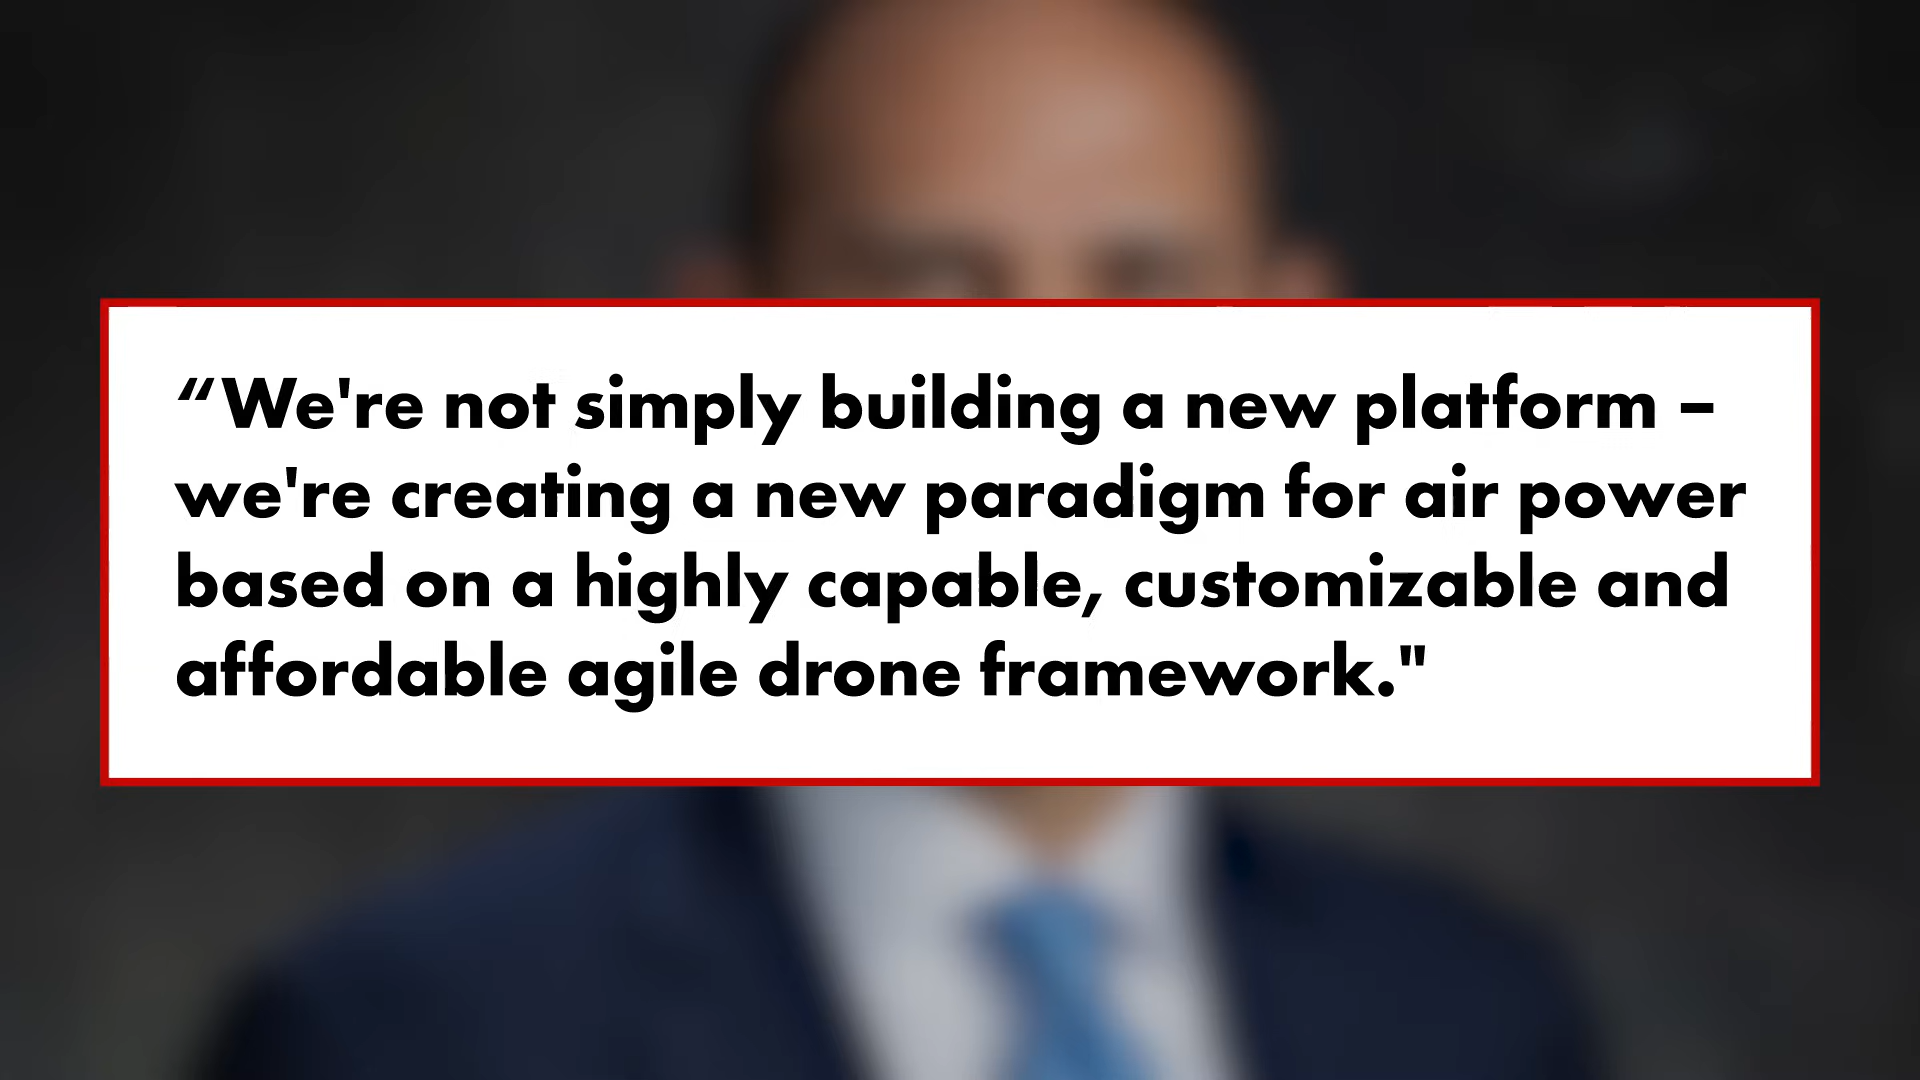 “We're not simply building a new platform –
we're creating a new paradigm for air power
based on a highly capable, customizable and
affordable agile drone framework."